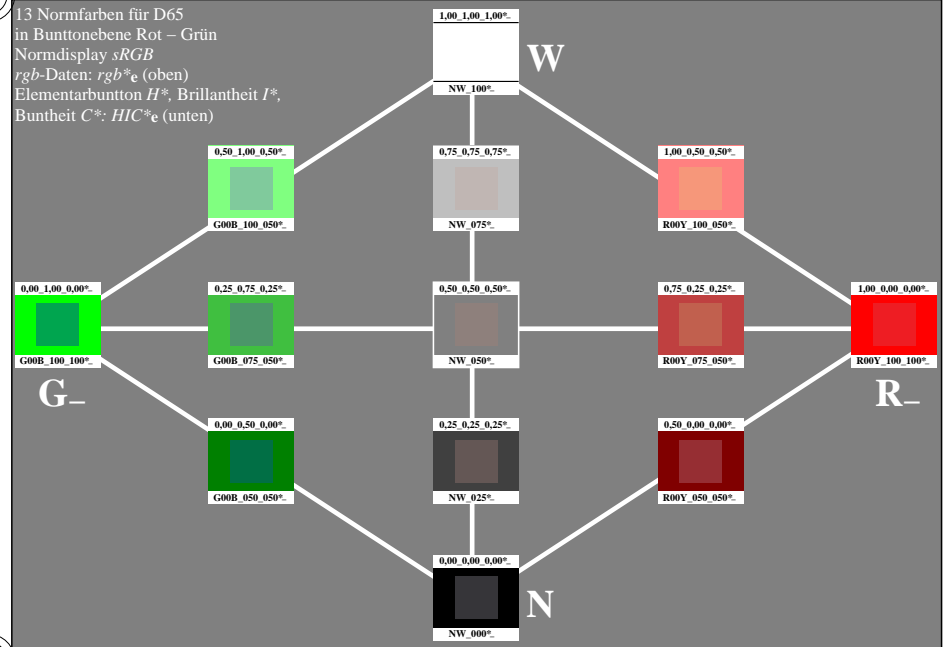 13 Normfarben für D65
in Bunttonebene Rot – Grün
Normdisplay sRGB
rgb-Daten: rgb*e (oben)
Elementarbuntton H*, Brillantheit I*,
Buntheit C*: HIC*e (unten)
1,00_1,00_1,00*_
W
NW_100*_
0,50_1,00_0,50*_
0,75_0,75_0,75*_
1,00_0,50_0,50*_
G00B_100_050*_
NW_075*_
R00Y_100_050*_
0,00_1,00_0,00*_
0,25_0,75_0,25*_
0,50_0,50_0,50*_
0,75_0,25_0,25*_
1,00_0,00_0,00*_
G00B_100_100*_
G00B_075_050*_
NW_050*_
R00Y_075_050*_
R00Y_100_100*_
G_
R_
0,00_0,50_0,00*_
0,25_0,25_0,25*_
0,50_0,00_0,00*_
G00B_050_050*_
NW_025*_
R00Y_050_050*_
0,00_0,00_0,00*_
N
NW_000*_